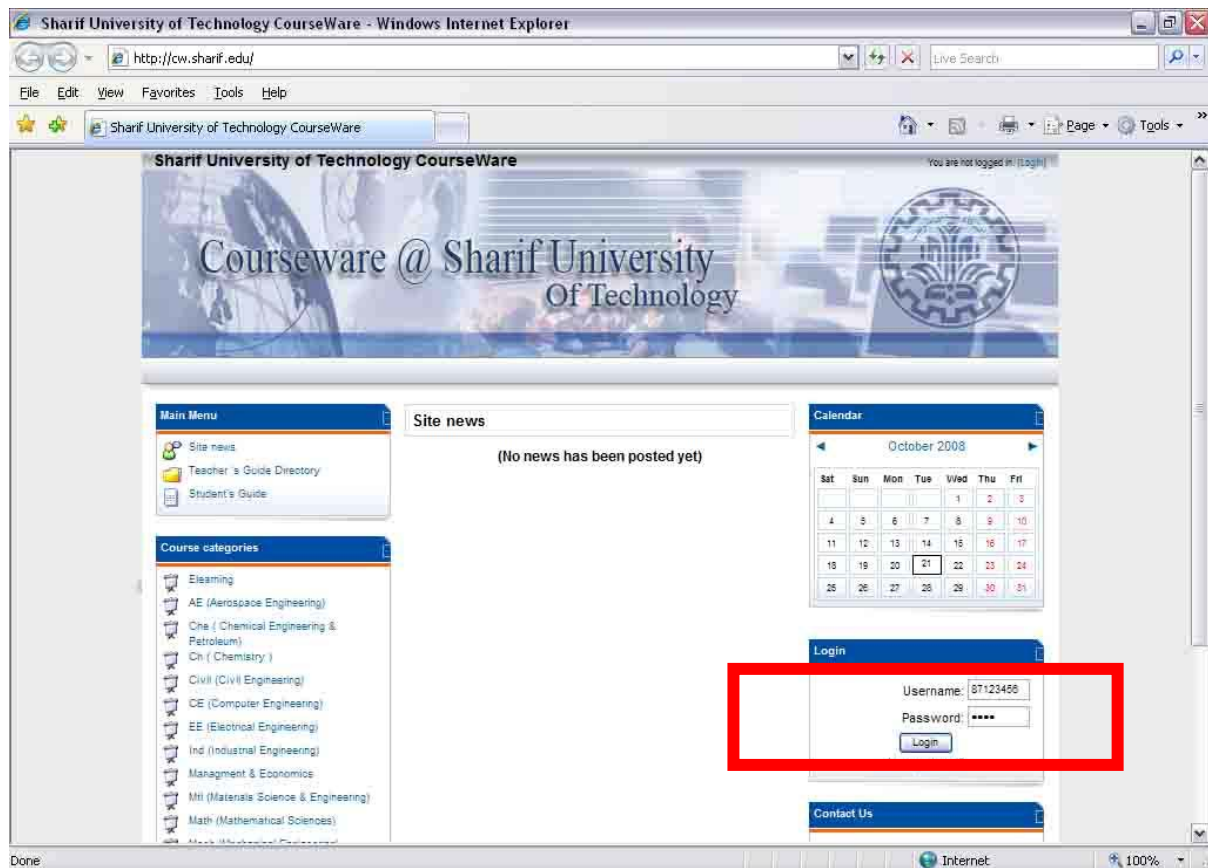 Sharif University of Technology CourseWare - Windows Internet Explorer
http://cw.sharif.edu/
Live Search
File Edit View Favorites Tools Help
Sharif University of Technology CourseWare
Page Tools
Sharif University of Technology CourseWare
You are not logged in. (Login)
Courseware @ Sharif University
Of Technology
Main Menu
Site news
Teacher´s Guide Directory
Student's Guide
Course categories
Elearning
AE (Aerospace Engineering)
Che ( Chemical Engineering &
Petroleum)
Ch ( Chemistry )
Civil (Civil Engineering)
CE (Computer Engineering)
EE (Electrical Engineering)
Ind (Industrial Engineering)
Managment & Economics
Mtl (Materials Science & Engineering)
Math (Mathematical Sciences)
Site news
(No news has been posted yet)
Calendar
October 2008
Sat Sun Mon Tue Wed Thu Fri
1 2 3
4 5 6 7 8 9 10
11 12 13 14 15 16 17
18 19 20 21 22 23 24
25 26 27 28 29 30 31
Login
Username: 87123456
Password: ••••
Login
Contact Us
Done
Internet
100%